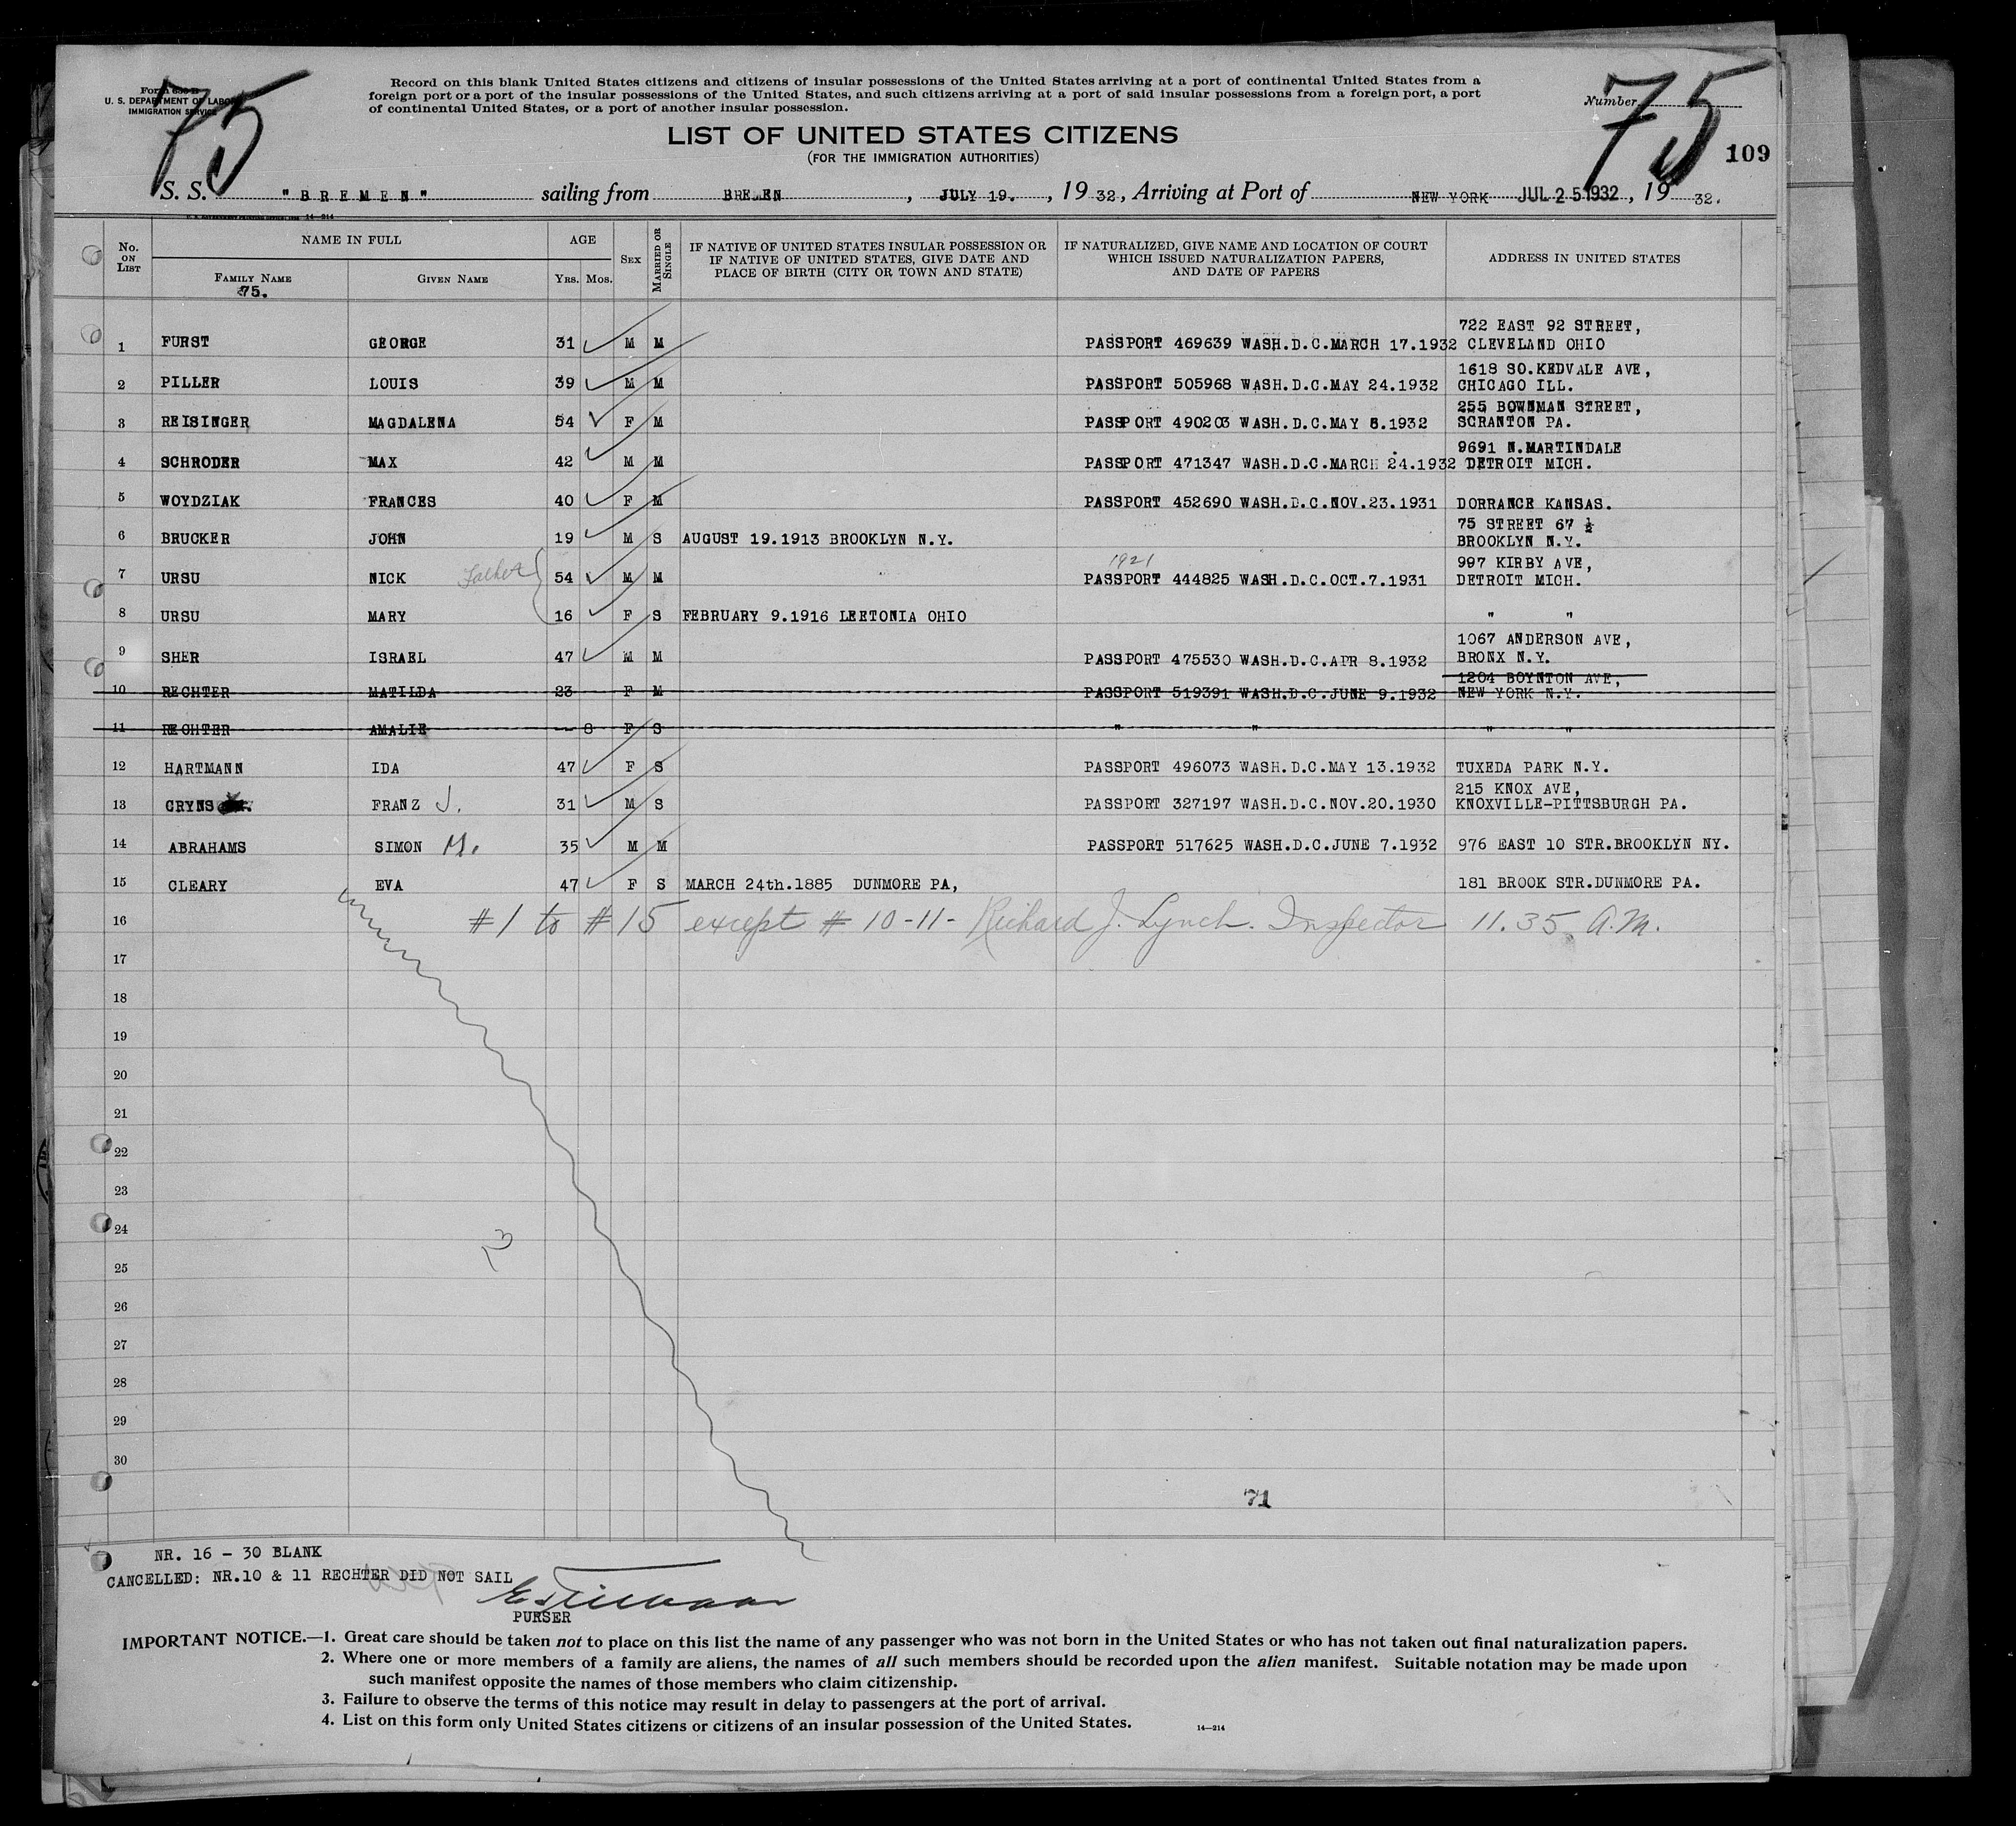 75
75
Form 630 B
U. S. DEPARTMENT OF LABOR
IMMIGRATION SERVICE
Record on this blank United States citizens and citizens of insular possessions of the United States arriving at a port of continental United States from a
foreign port or a port of the insular possessions of the United States, and such citizens arriving at a port of said insular possessions from a foreign port, a port
of continental United States, or a port of another insular possession.
Number
109
LIST OF UNITED STATES CITIZENS
(FOR THE IMMIGRATION AUTHORITIES)
S. S. "BREMEN" sailing from BREMEN, JULY 19., 1932, Arriving at Port of NEW YORK JUL 25 1932, 1932.
14-214
No. ON LIST
NAME IN FULL
FAMILY NAME
75.
GIVEN NAME
AGE
YRS. MOS.
SEX
MARRIED OR SINGLE
IF NATIVE OF UNITED STATES INSULAR POSSESSION OR
IF NATIVE OF UNITED STATES, GIVE DATE AND
PLACE OF BIRTH (CITY OR TOWN AND STATE)
IF NATURALIZED, GIVE NAME AND LOCATION OF COURT
WHICH ISSUED NATURALIZATION PAPERS,
AND DATE OF PAPERS
ADDRESS IN UNITED STATES
722 EAST 92 STREET,
1 FURST GEORGE 31 M M PASSPORT 469639 WASH.D.C.MARCH 17.1932 CLEVELAND OHIO
1618 SO.KEDVALE AVE,
2 PILLER LOUIS 39 M M PASSPORT 505968 WASH.D.C.MAY 24.1932 CHICAGO ILL.
255 BOWNMAN STREET,
3 REISINGER MAGDALENA 54 F M PASSPORT 490203 WASH.D.C.MAY 5.1932 SCRANTON PA.
9691 N.MARTINDALE
4 SCHRODER MAX 42 M M PASSPORT 471347 WASH.D.C.MARCH 24.1932 DETROIT MICH.
5 WOYDZIAK FRANCES 40 F M PASSPORT 452690 WASH.D.C.NOV.23.1931 DORRANCE KANSAS.
75 STREET 67 ½
6 BRUCKER JOHN 19 M S AUGUST 19.1913 BROOKLYN N.Y. BROOKLYN N.Y.
1921 997 KIRBY AVE,
7 URSU NICK Father 54 M M PASSPORT 444825 WASH.D.C.OCT.7.1931 DETROIT MICH.
8 URSU MARY 16 F S FEBRUARY 9.1916 LEETONIA OHIO " "
1067 ANDERSON AVE,
9 SHER ISRAEL 47 M M PASSPORT 475530 WASH.D.C.APR 8.1932 BRONX N.Y.
1204 BOYNTON AVE,
10 RECHTER MATILDA 23 F M PASSPORT 519391 WASH.D.C.JUNE 9.1932 NEW YORK N.Y.
11 RECHTER AMALIE — 8 F S " " " "
12 HARTMANN IDA 47 F S PASSPORT 496073 WASH.D.C.MAY 13.1932 TUXEDA PARK N.Y.
215 KNOX AVE,
13 CRYNS FRANZ J. 31 M S PASSPORT 327197 WASH.D.C.NOV.20.1930 KNOXVILLE-PITTSBURGH PA.
14 ABRAHAMS SIMON M. 35 M M PASSPORT 517625 WASH.D.C.JUNE 7.1932 976 EAST 10 STR.BROOKLYN NY.
15 CLEARY EVA 47 F S MARCH 24th.1885 DUNMORE PA, 181 BROOK STR.DUNMORE PA.
16 #1 to #15 except #10-11- Richard J. Lynch. Inspector 11.35 A.M.
17
18
19
20
21
22
23
24
25
26
27
28
29
30
71
NR. 16 - 30 BLANK
CANCELLED: NR.10 & 11 RECHTER DID NOT SAIL
PURSER
IMPORTANT NOTICE.—1. Great care should be taken not to place on this list the name of any passenger who was not born in the United States or who has not taken out final naturalization papers.
2. Where one or more members of a family are aliens, the names of all such members should be recorded upon the alien manifest. Suitable notation may be made upon
such manifest opposite the names of those members who claim citizenship.
3. Failure to observe the terms of this notice may result in delay to passengers at the port of arrival.
4. List on this form only United States citizens or citizens of an insular possession of the United States.
14—214